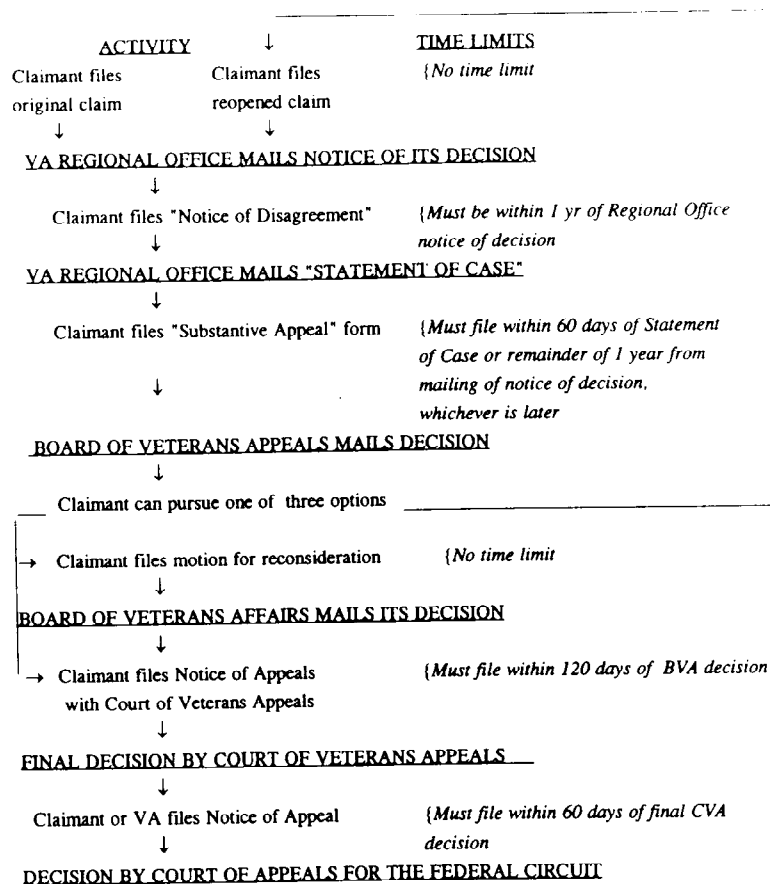 ACTIVITY TIME LIMITS
Claimant files Claimant files {No time limit
original claim reopened claim
VA REGIONAL OFFICE MAILS NOTICE OF ITS DECISION
Claimant files "Notice of Disagreement" {Must be within 1 yr of Regional Office
notice of decision
VA REGIONAL OFFICE MAILS "STATEMENT OF CASE"
Claimant files "Substantive Appeal" form {Must file within 60 days of Statement
of Case or remainder of 1 year from
mailing of notice of decision,
whichever is later
BOARD OF VETERANS APPEALS MAILS DECISION
Claimant can pursue one of three options
Claimant files motion for reconsideration {No time limit
BOARD OF VETERANS AFFAIRS MAILS ITS DECISION
Claimant files Notice of Appeals {Must file within 120 days of BVA decision
with Court of Veterans Appeals
FINAL DECISION BY COURT OF VETERANS APPEALS
Claimant or VA files Notice of Appeal {Must file within 60 days of final CVA
decision
DECISION BY COURT OF APPEALS FOR THE FEDERAL CIRCUIT